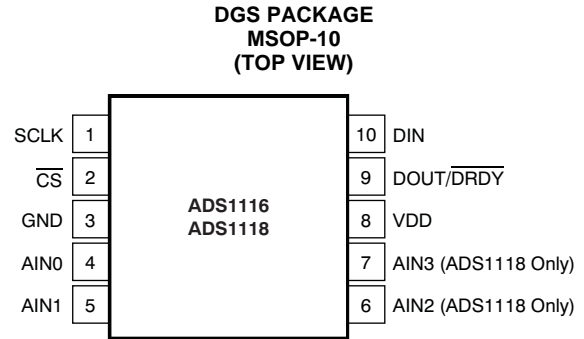 DGS PACKAGE
MSOP-10
(TOP VIEW)
SCLK 1
CS 2
GND 3
AIN0 4
AIN1 5
ADS1116
ADS1118
10 DIN
9 DOUT/DRDY
8 VDD
7 AIN3 (ADS1118 Only)
6 AIN2 (ADS1118 Only)